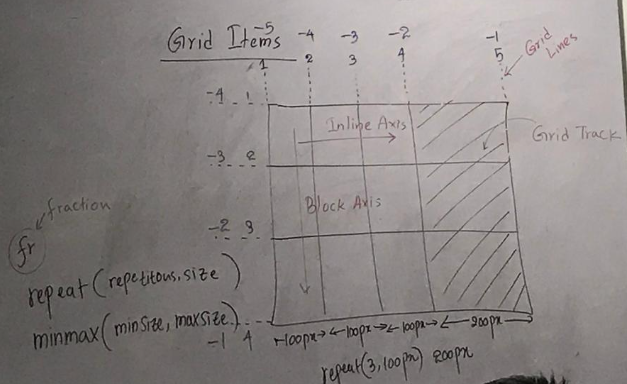 Grid Items
-5 -4 -3 -2 -1
1 2 3 4 5
Grid Lines
-4 1
Inline Axis
Grid Track
-3 2
Block Axis
fraction
-2 3
fr
repeat(repetitous, size)
minmax(minsize, maxsize)
-1 4
100px 100px 100px 200px
repeat(3,100px) 200px